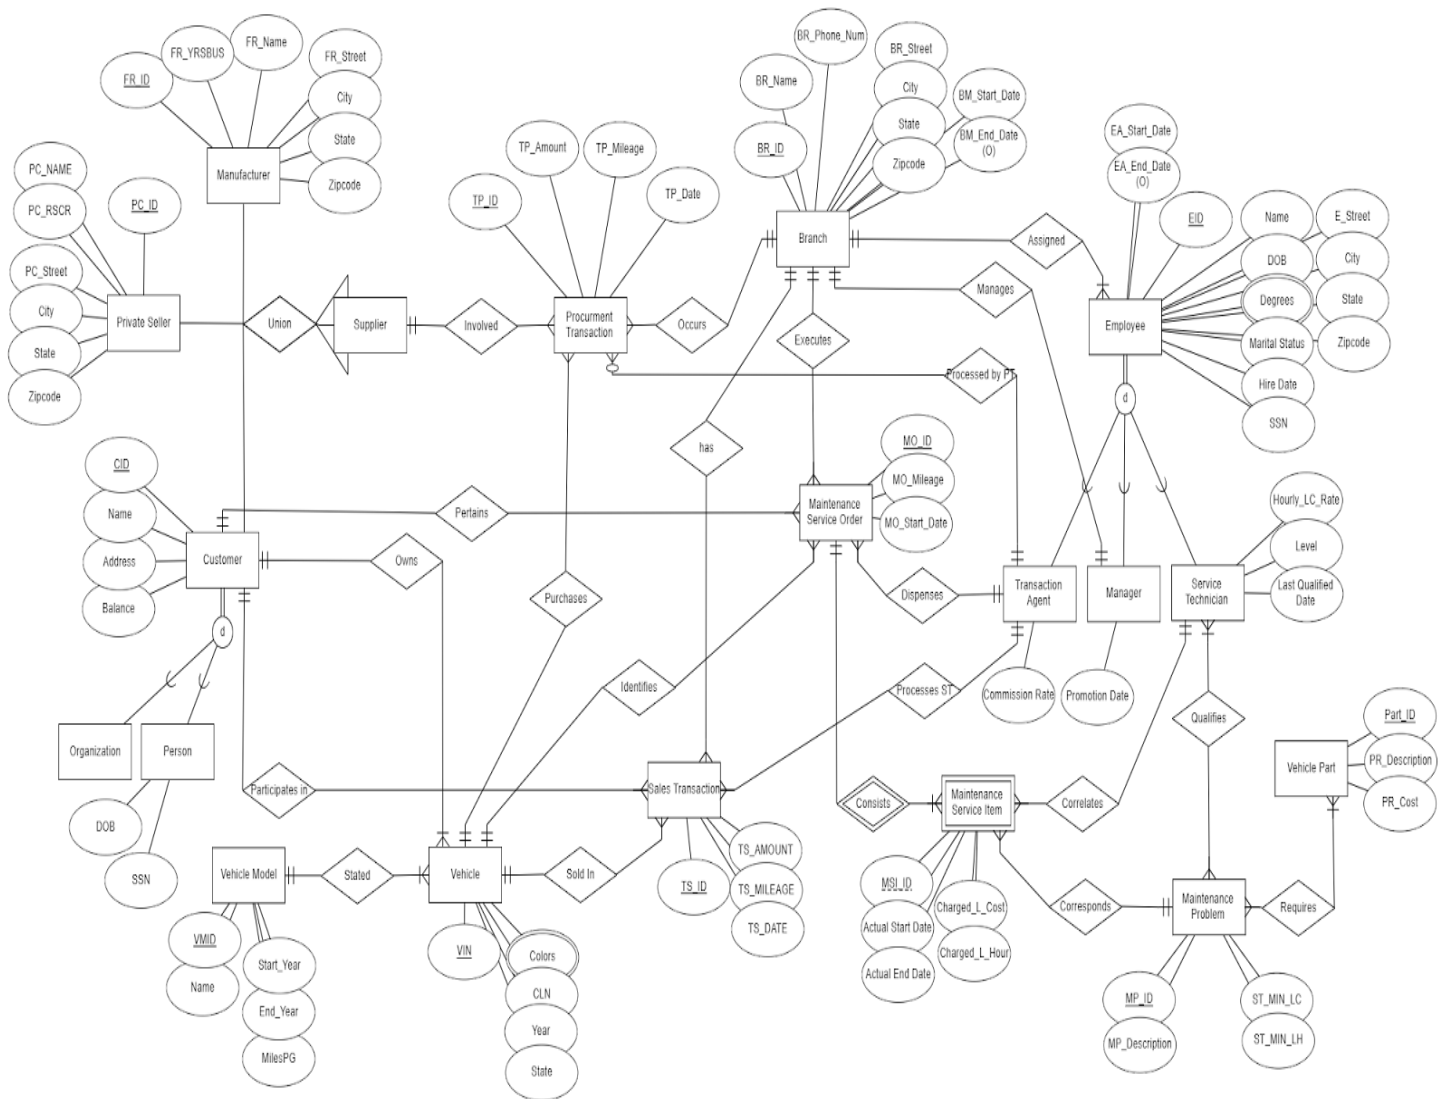 FR_ID
FR_YRSBUS
FR_Name
FR_Street
City
State
Zipcode
Manufacturer
PC_NAME
PC_RSCR
PC_ID
PC_Street
City
State
Zipcode
Private Seller
Union
Supplier
Involved
TP_ID
TP_Amount
TP_Mileage
TP_Date
Procurment
Transaction
Occurs
BR_ID
BR_Name
BR_Phone_Num
BR_Street
City
State
Zipcode
BM_Start_Date
BM_End_Date
(O)
Branch
Assigned
Manages
Executes
has
Processed by PT
EA_Start_Date
EA_End_Date
(O)
EID
Name
DOB
Degrees
Marital Status
Hire Date
SSN
E_Street
City
State
Zipcode
Employee
d
CID
Name
Address
Balance
Customer
d
Organization
Person
DOB
SSN
Pertains
Owns
Purchases
Identifies
Participates in
MO_ID
MO_Mileage
MO_Start_Date
Maintenance
Service Order
Dispenses
Transaction
Agent
Commission Rate
Manager
Promotion Date
Service
Technician
Hourly_LC_Rate
Level
Last Qualified
Date
Processes ST
Qualifies
Sales Transaction
TS_ID
TS_AMOUNT
TS_MILEAGE
TS_DATE
Sold In
Vehicle Model
VMID
Name
Start_Year
End_Year
MilesPG
Stated
Vehicle
VIN
Colors
CLN
Year
State
Consists
Maintenance
Service Item
MSI_ID
Actual Start Date
Actual End Date
Charged_L_Cost
Charged_L_Hour
Correlates
Corresponds
Maintenance
Problem
MP_ID
MP_Description
ST_MIN_LC
ST_MIN_LH
Requires
Vehicle Part
Part_ID
PR_Description
PR_Cost